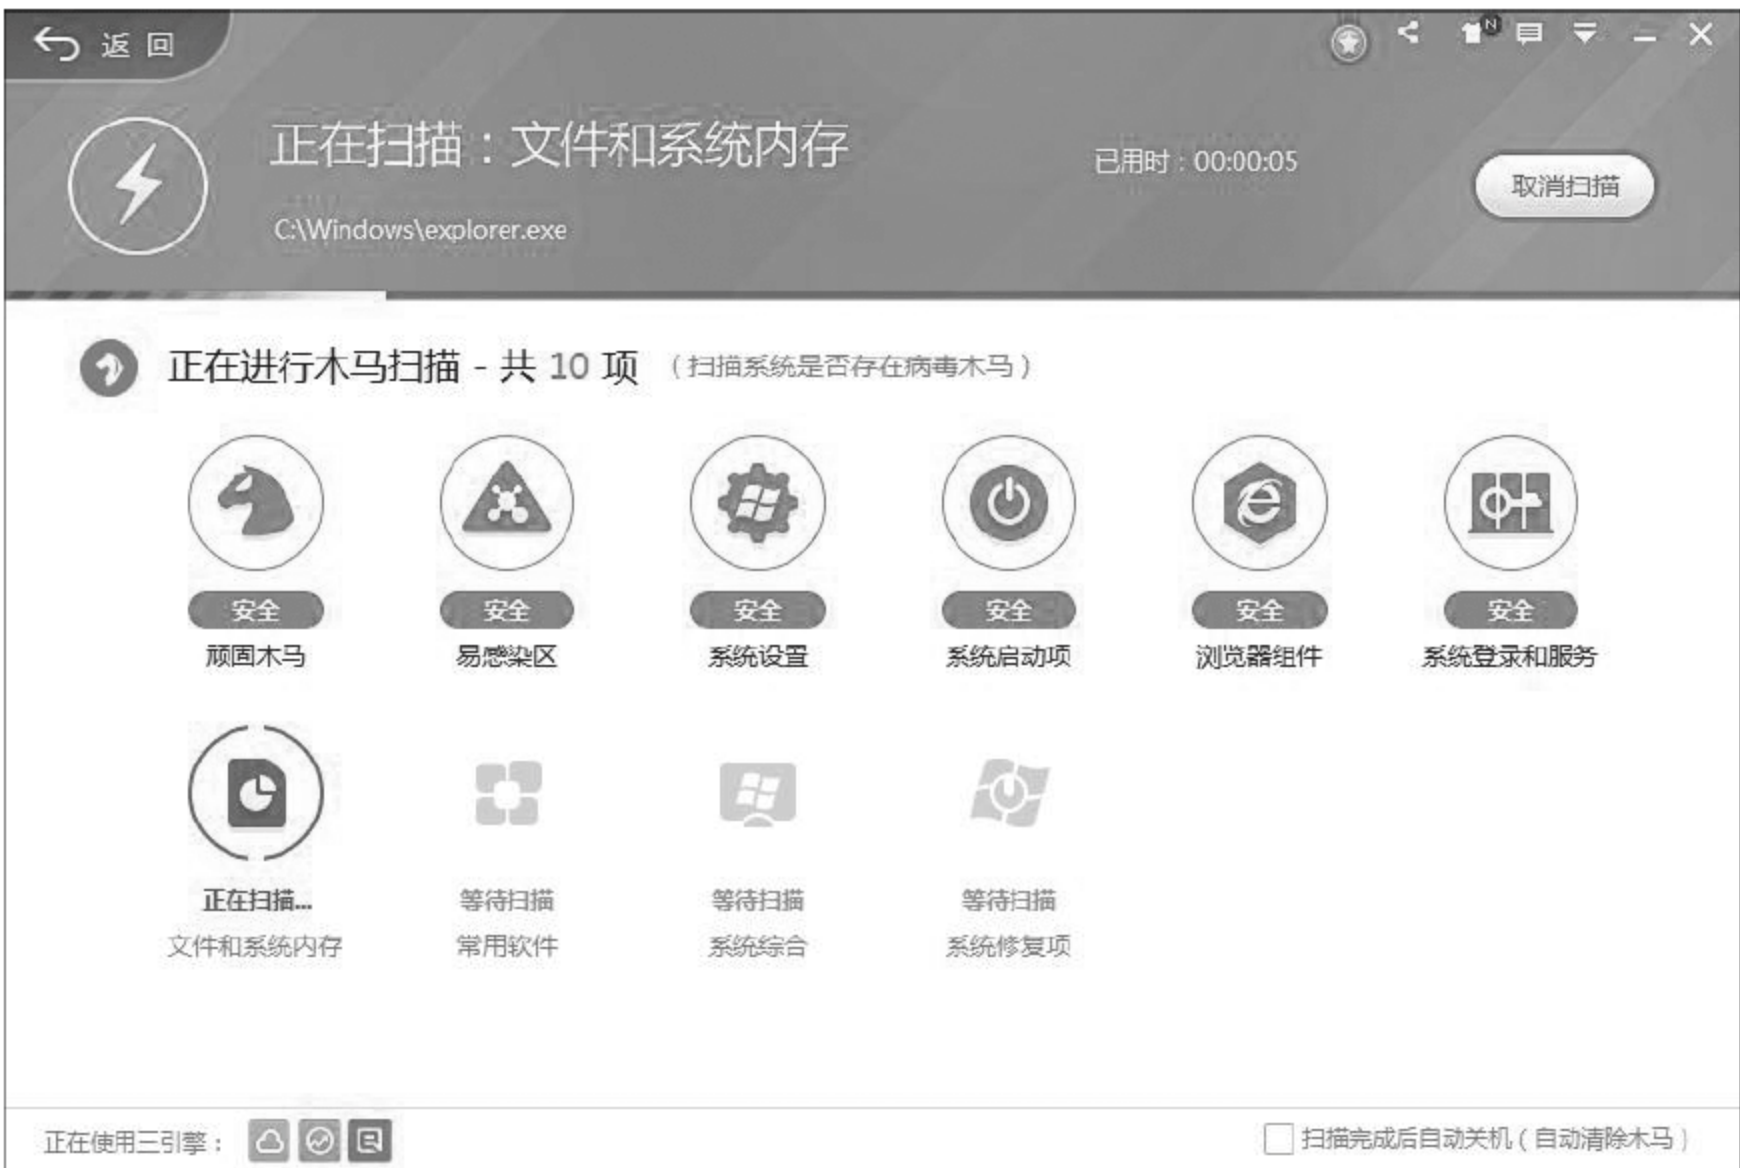 返回
N
正在扫描：文件和系统内存
已用时：00:00:05
取消扫描
C:\Windows\explorer.exe
正在进行木马扫描 - 共 10 项 （扫描系统是否存在病毒木马）
安全 安全 安全 安全 安全 安全
顽固木马 易感染区 系统设置 系统启动项 浏览器组件 系统登录和服务
正在扫描... 等待扫描 等待扫描 等待扫描
文件和系统内存 常用软件 系统综合 系统修复项
正在使用三引擎： 扫描完成后自动关机（自动清除木马）